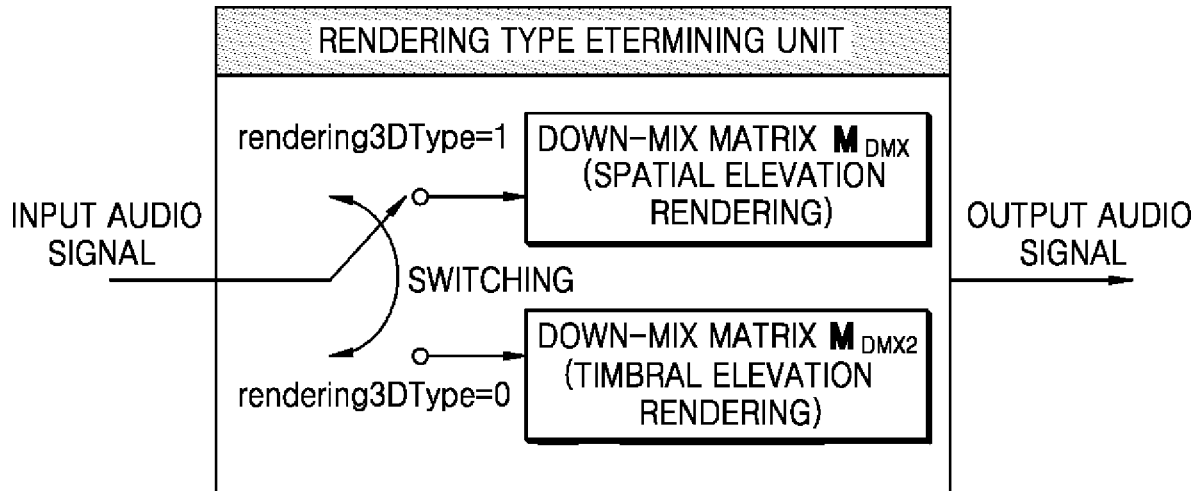 RENDERING TYPE ETERMINING UNIT
rendering3DType=1
DOWN-MIX MATRIX M DMX
(SPATIAL ELEVATION
RENDERING)
INPUT AUDIO
SIGNAL
SWITCHING
OUTPUT AUDIO
SIGNAL
DOWN-MIX MATRIX M DMX2
(TIMBRAL ELEVATION
RENDERING)
rendering3DType=0